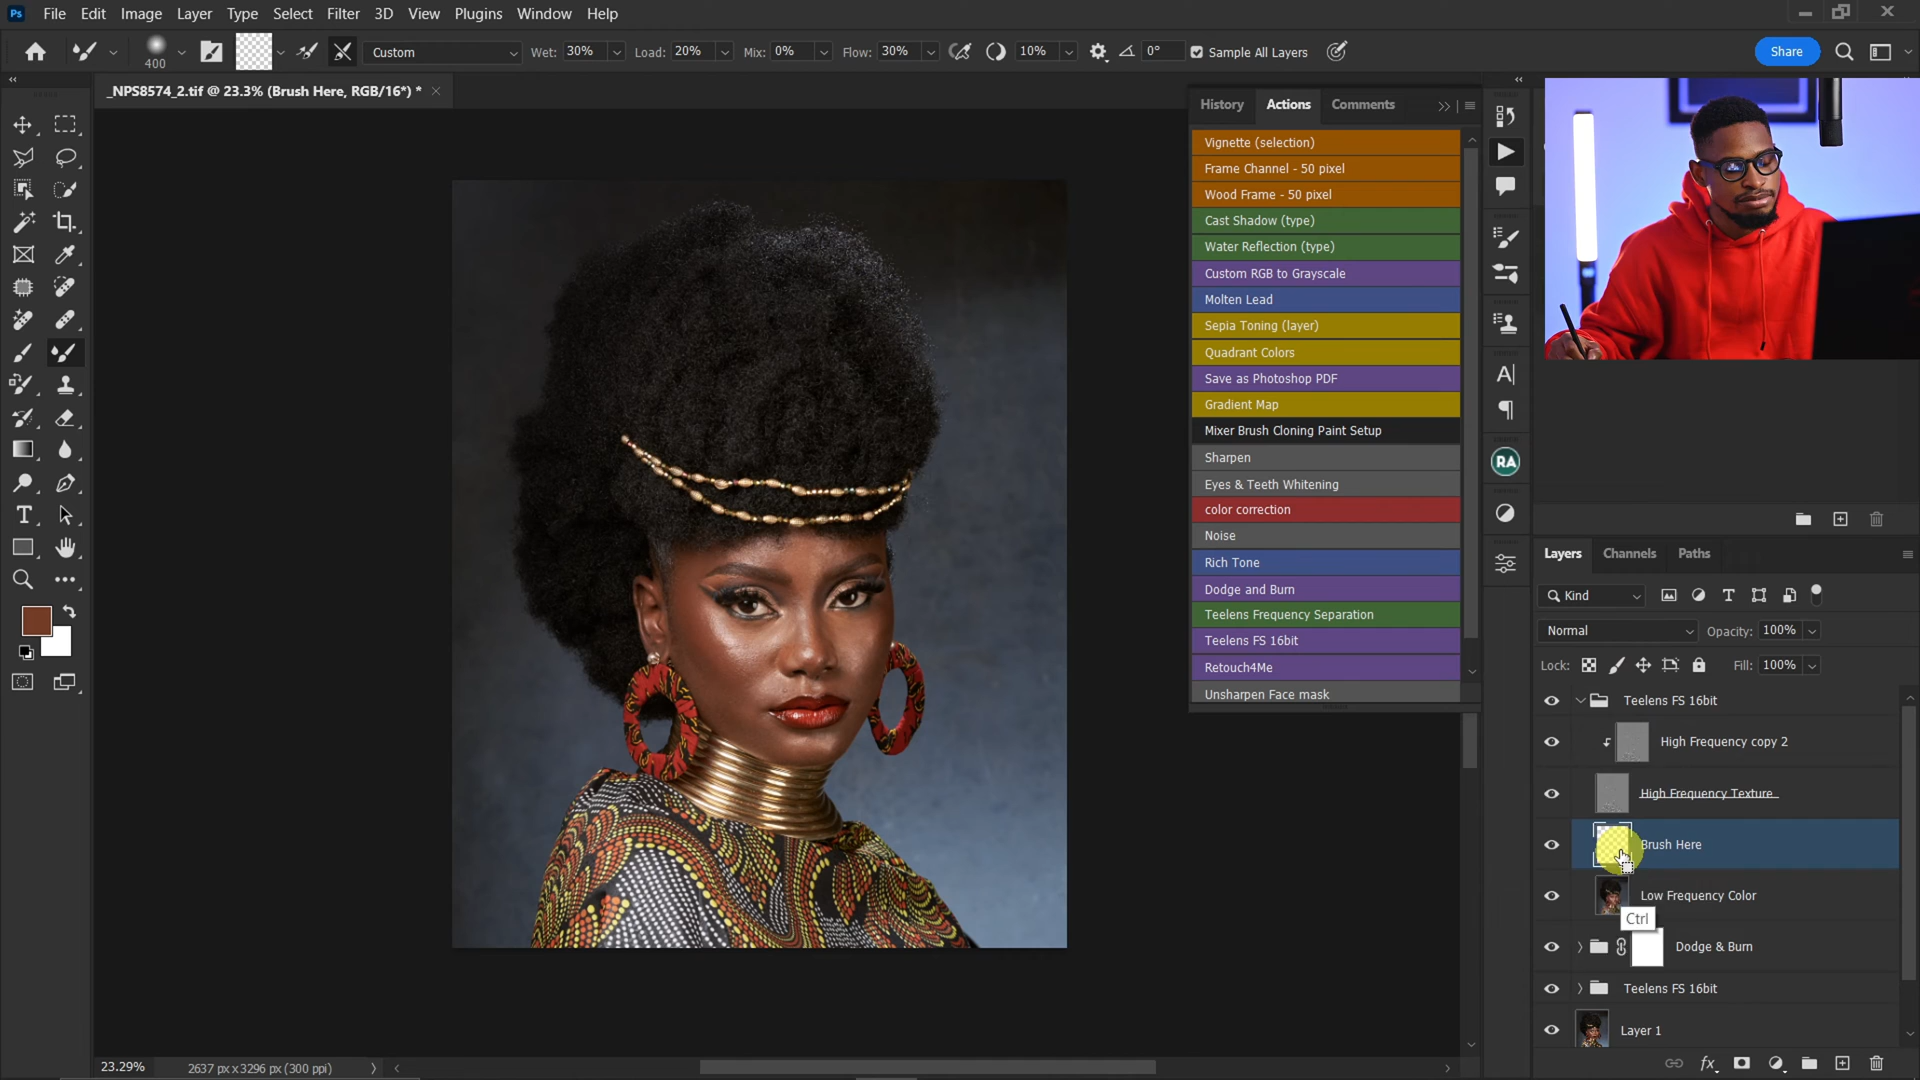 Ps File Edit Image Layer Type Select Filter 3D View Plugins Window Help
400 Custom Wet: 30% Load: 20% Mix: 0% Flow: 30% 10% 0° Sample All Layers Share
_NPS8574_2.tif @ 23.3% (Brush Here, RGB/16*) *
History Actions Comments
Vignette (selection)
Frame Channel - 50 pixel
Wood Frame - 50 pixel
Cast Shadow (type)
Water Reflection (type)
Custom RGB to Grayscale
Molten Lead
Sepia Toning (layer)
Quadrant Colors
Save as Photoshop PDF
Gradient Map
Mixer Brush Cloning Paint Setup
Sharpen
Eyes & Teeth Whitening
color correction
Noise
Rich Tone
Dodge and Burn
Teelens Frequency Separation
Teelens FS 16bit
Retouch4Me
Unsharpen Face mask
RA
Layers Channels Paths
Kind
Normal Opacity: 100%
Lock: Fill: 100%
Teelens FS 16bit
High Frequency copy 2
High Frequency Texture
Brush Here
Low Frequency Color
Ctrl
Dodge & Burn
Teelens FS 16bit
Layer 1
23.29% 2637 px x 3296 px (300 ppi)